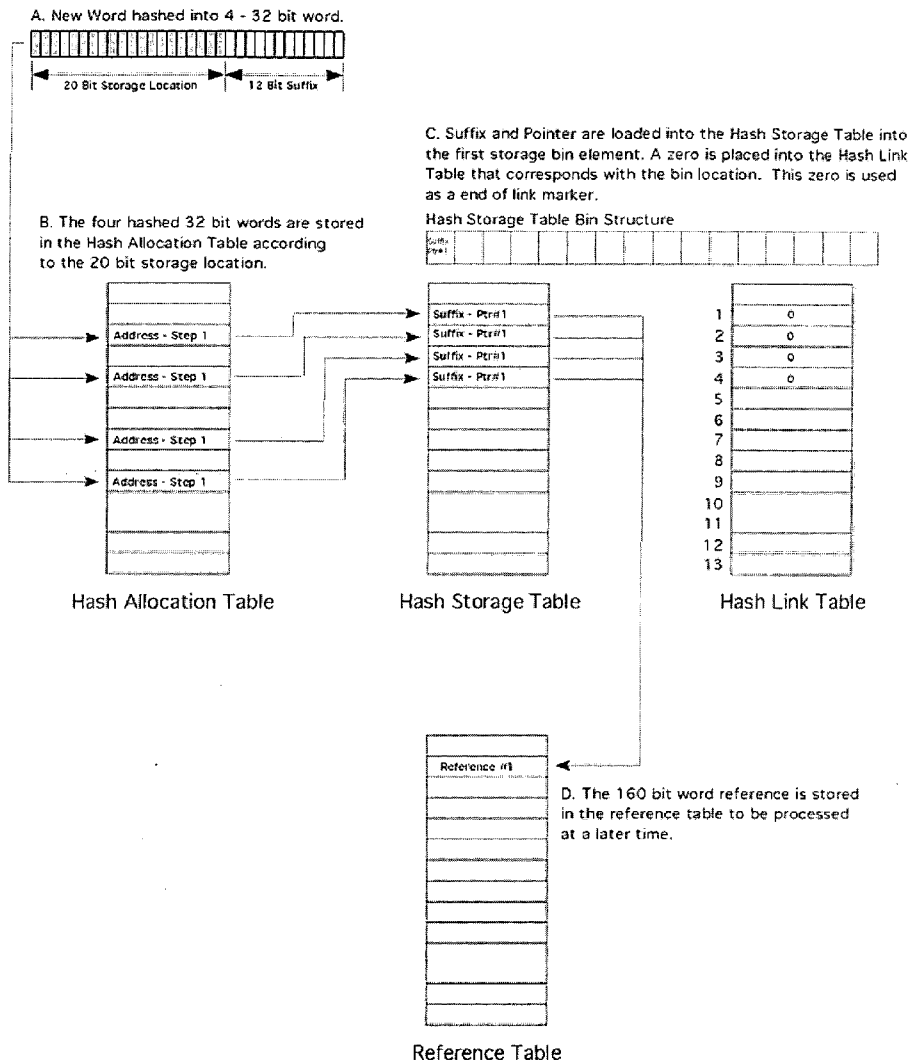 A. New Word hashed into 4 - 32 bit word.
20 Bit Storage Location
12 Bit Suffix
C. Suffix and Pointer are loaded into the Hash Storage Table into
the first storage bin element. A zero is placed into the Hash Link
Table that corresponds with the bin location. This zero is used
as a end of link marker.
B. The four hashed 32 bit words are stored
in the Hash Allocation Table according
to the 20 bit storage location.
Hash Storage Table Bin Structure
Suffix
Ptr#1
Address - Step 1
Address - Step 1
Address - Step 1
Address - Step 1
Suffix - Ptr#1
Suffix - Ptr#1
Suffix - Ptr#1
Suffix - Ptr#1
1 0
2 0
3 0
4 0
5
6
7
8
9
10
11
12
13
Hash Allocation Table
Hash Storage Table
Hash Link Table
Reference #1
D. The 160 bit word reference is stored
in the reference table to be processed
at a later time.
Reference Table